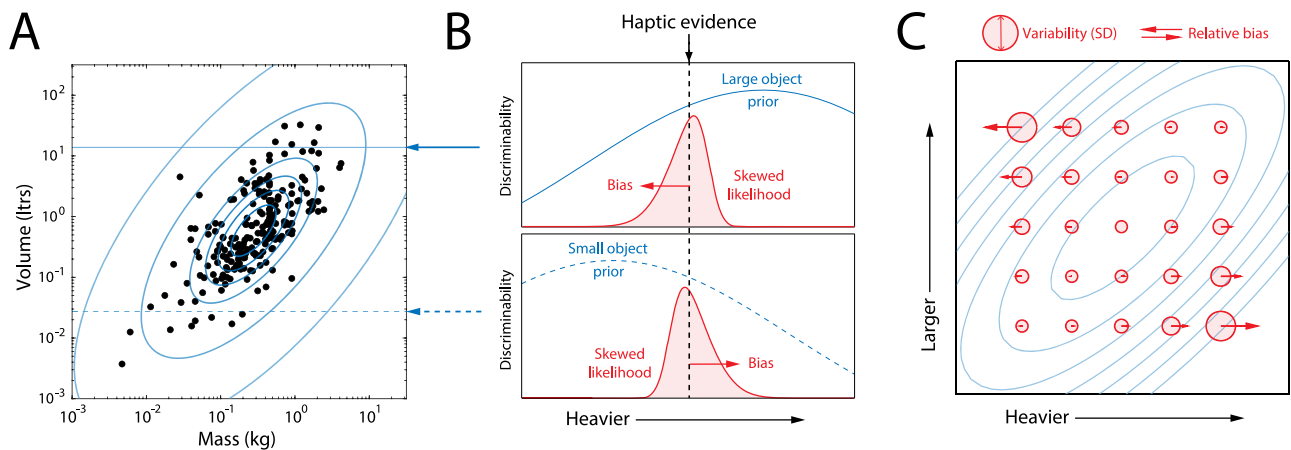 A
Volume (ltrs)
10²
10¹
10⁰
10⁻¹
10⁻²
10⁻³
10⁻³ 10⁻² 10⁻¹ 10⁰ 10¹
Mass (kg)
B
Haptic evidence
Discriminability
Large object
prior
Bias
Skewed
likelihood
Discriminability
Small object
prior
Skewed
likelihood
Bias
Heavier
C
Variability (SD)
Relative bias
Larger
Heavier